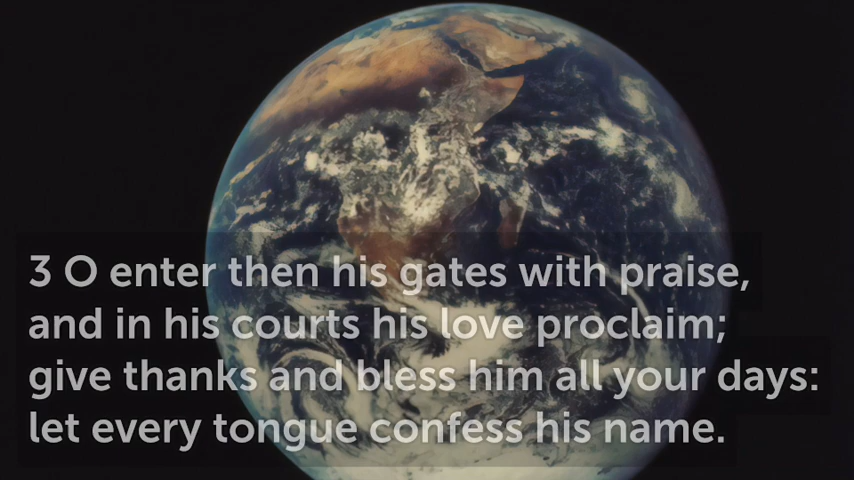 3 O enter then his gates with praise,
and in his courts his love proclaim;
give thanks and bless him all your days:
let every tongue confess his name.